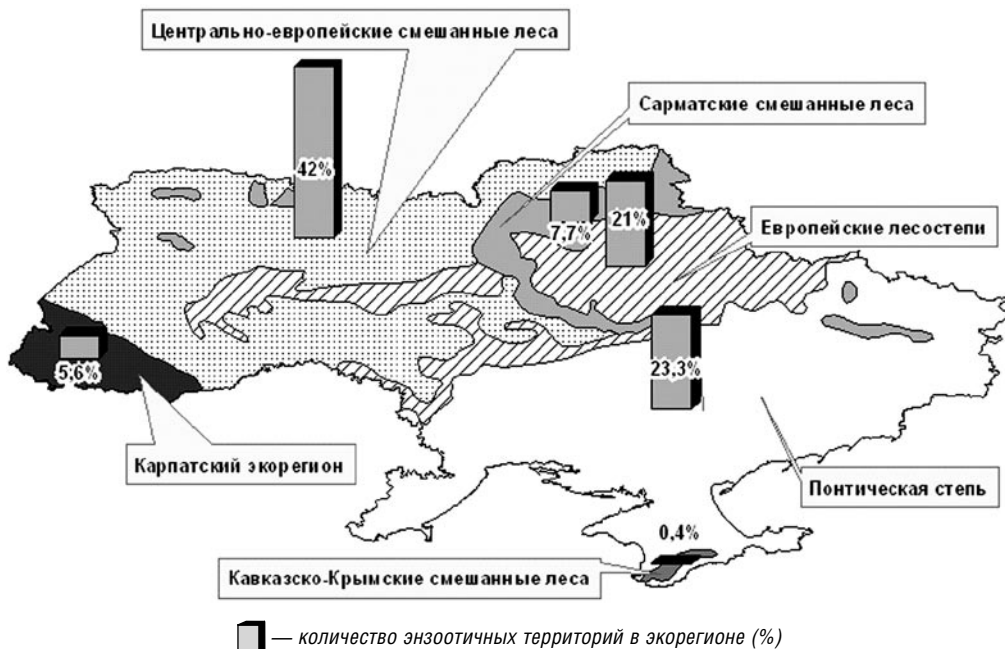 Центрально-европейские смешанные леса
Сарматские смешанные леса
42%
7,7%
21%
Европейские лесостепи
5,6%
23,3%
Карпатский экорегион
Понтическая степь
0,4%
Кавказско-Крымские смешанные леса
— количество энзоотичных территорий в экорегионе (%)